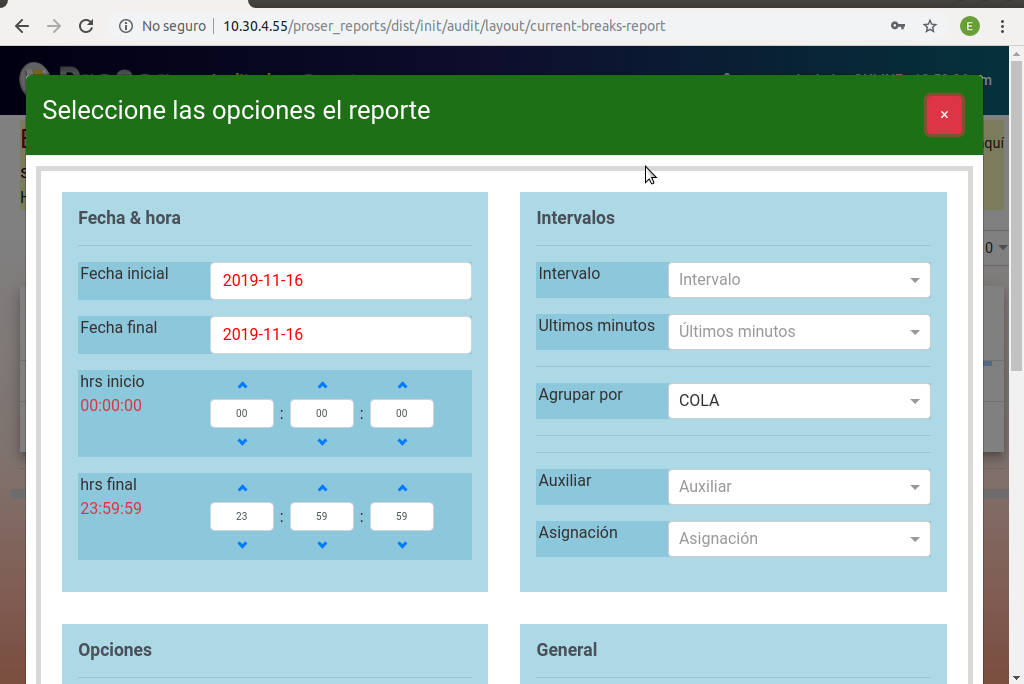 No seguro
10.30.4.55/proser_reports/dist/init/audit/layout/current-breaks-report
E
Seleccione las opciones el reporte
×
quí
0
Fecha & hora
Fecha inicial
2019-11-16
Fecha final
2019-11-16
hrs inicio
00:00:00
00 : 00 : 00
hrs final
23:59:59
23 : 59 : 59
Intervalos
Intervalo
Intervalo
Ultimos minutos
Últimos minutos
Agrupar por
COLA
Auxiliar
Auxiliar
Asignación
Asignación
Opciones
General